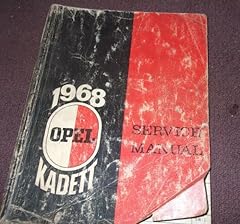 1968
OPEL
KADETT
SERVICE
MANUAL